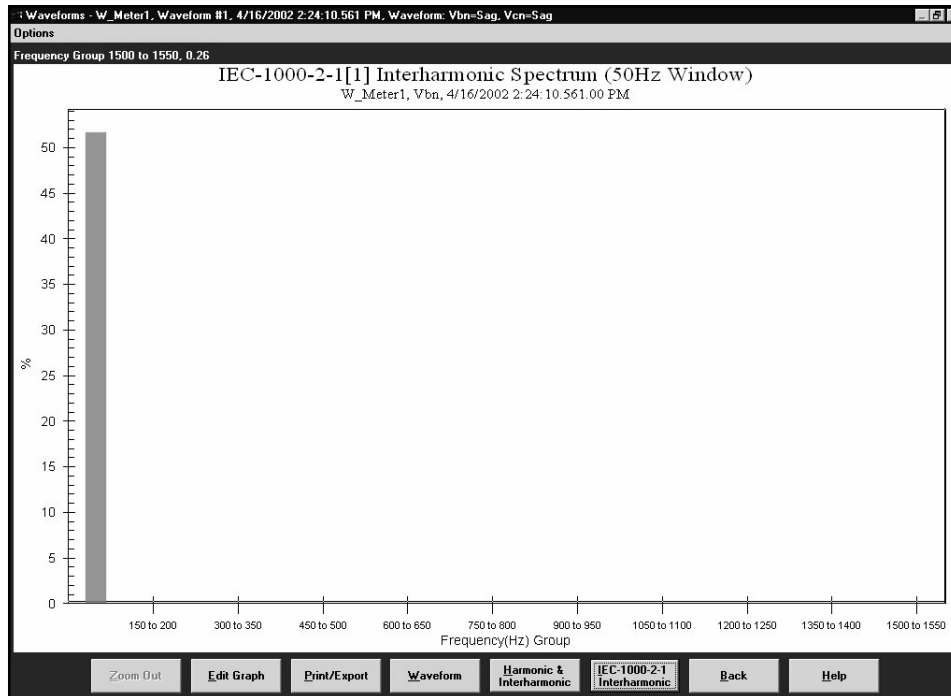 Waveforms - W_Meter1, Waveform #1, 4/16/2002 2:24:10.561 PM, Waveform: Vbn=Sag, Vcn=Sag
Options
Frequency Group 1500 to 1550, 0.26
IEC-1000-2-1[1] Interharmonic Spectrum (50Hz Window)
W_Meter1, Vbn, 4/16/2002 2:24:10.561.00 PM
50
45
40
35
30
%
25
20
15
10
5
0
150 to 200 300 to 350 450 to 500 600 to 650 750 to 800 900 to 950 1050 to 1100 1200 to 1250 1350 to 1400 1500 to 1550
Frequency(Hz) Group
Zoom Out Edit Graph Print/Export Waveform Harmonic & IEC-1000-2-1 Back Help
Interharmonic Interharmonic